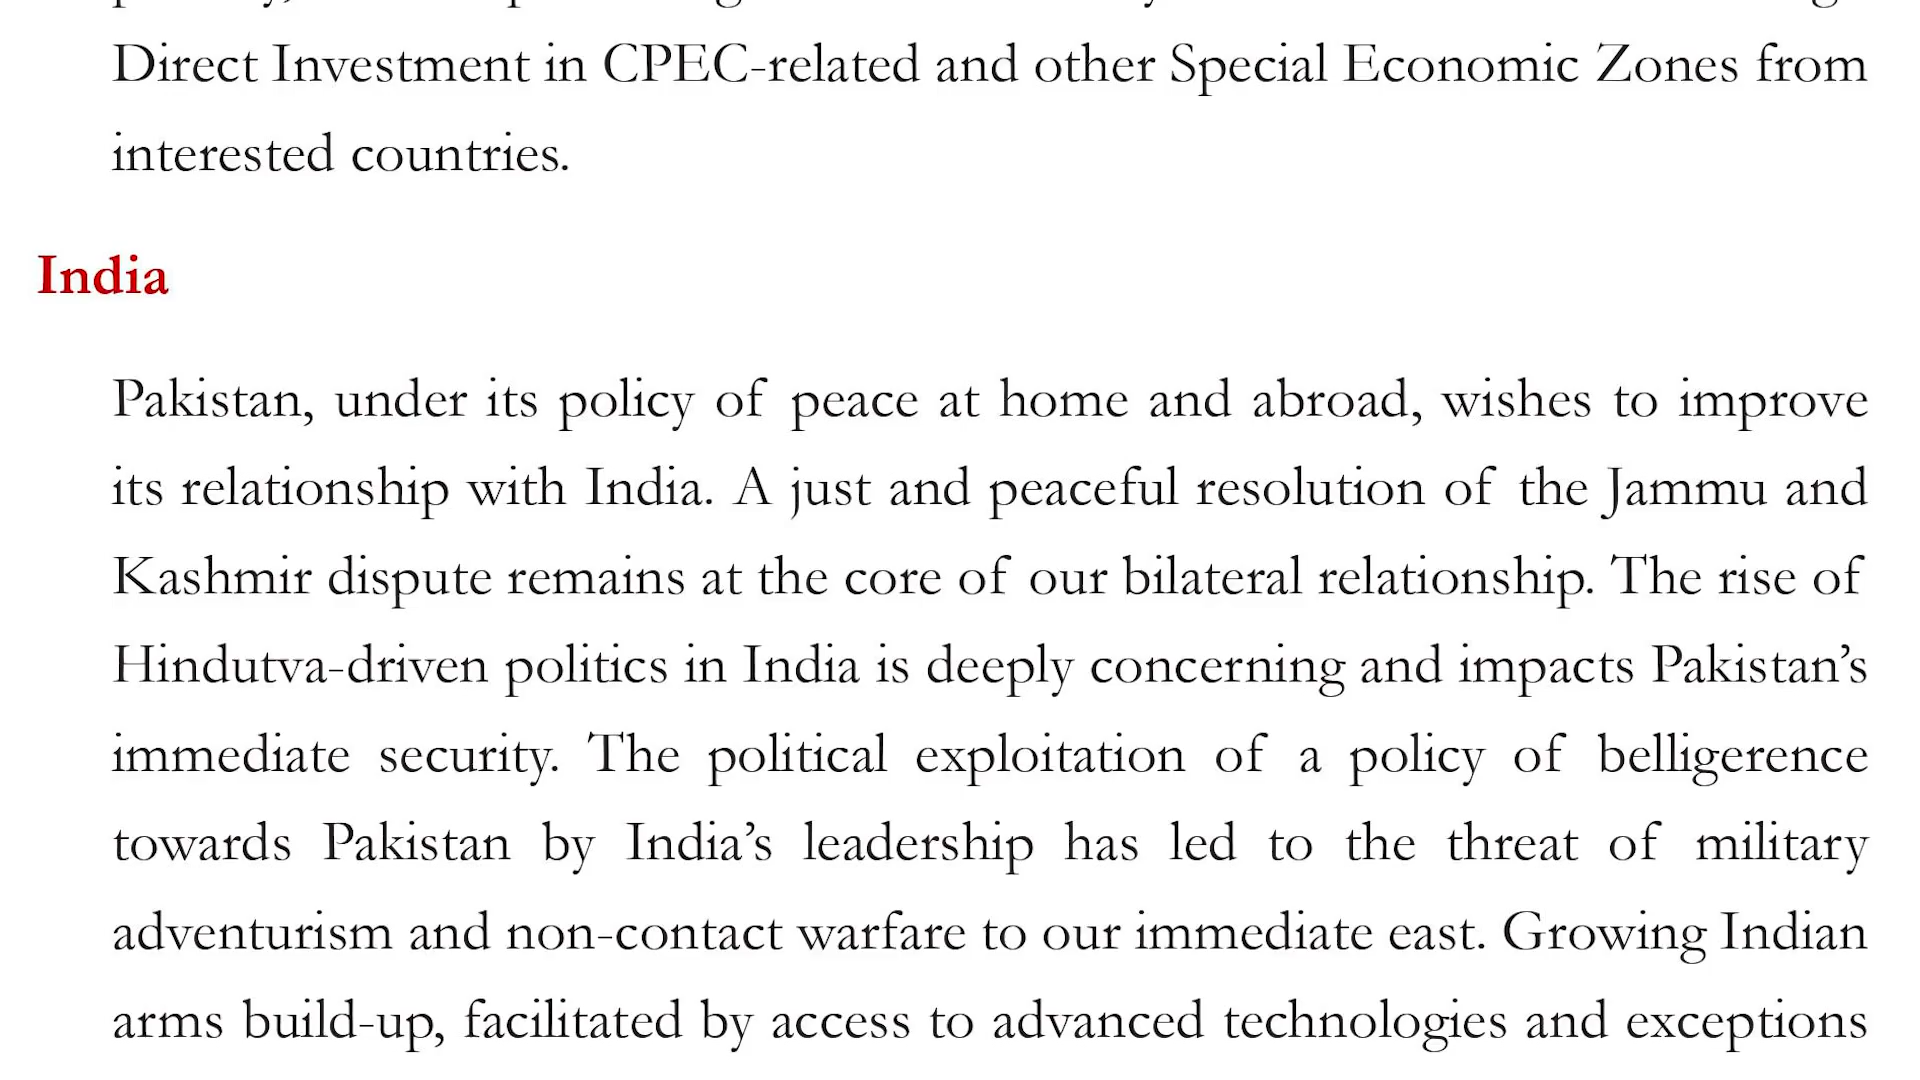 Direct Investment in CPEC-related and other Special Economic Zones from
interested countries.
India
Pakistan, under its policy of peace at home and abroad, wishes to improve
its relationship with India. A just and peaceful resolution of the Jammu and
Kashmir dispute remains at the core of our bilateral relationship. The rise of
Hindutva-driven politics in India is deeply concerning and impacts Pakistan’s
immediate security. The political exploitation of a policy of belligerence
towards Pakistan by India’s leadership has led to the threat of military
adventurism and non-contact warfare to our immediate east. Growing Indian
arms build-up, facilitated by access to advanced technologies and exceptions